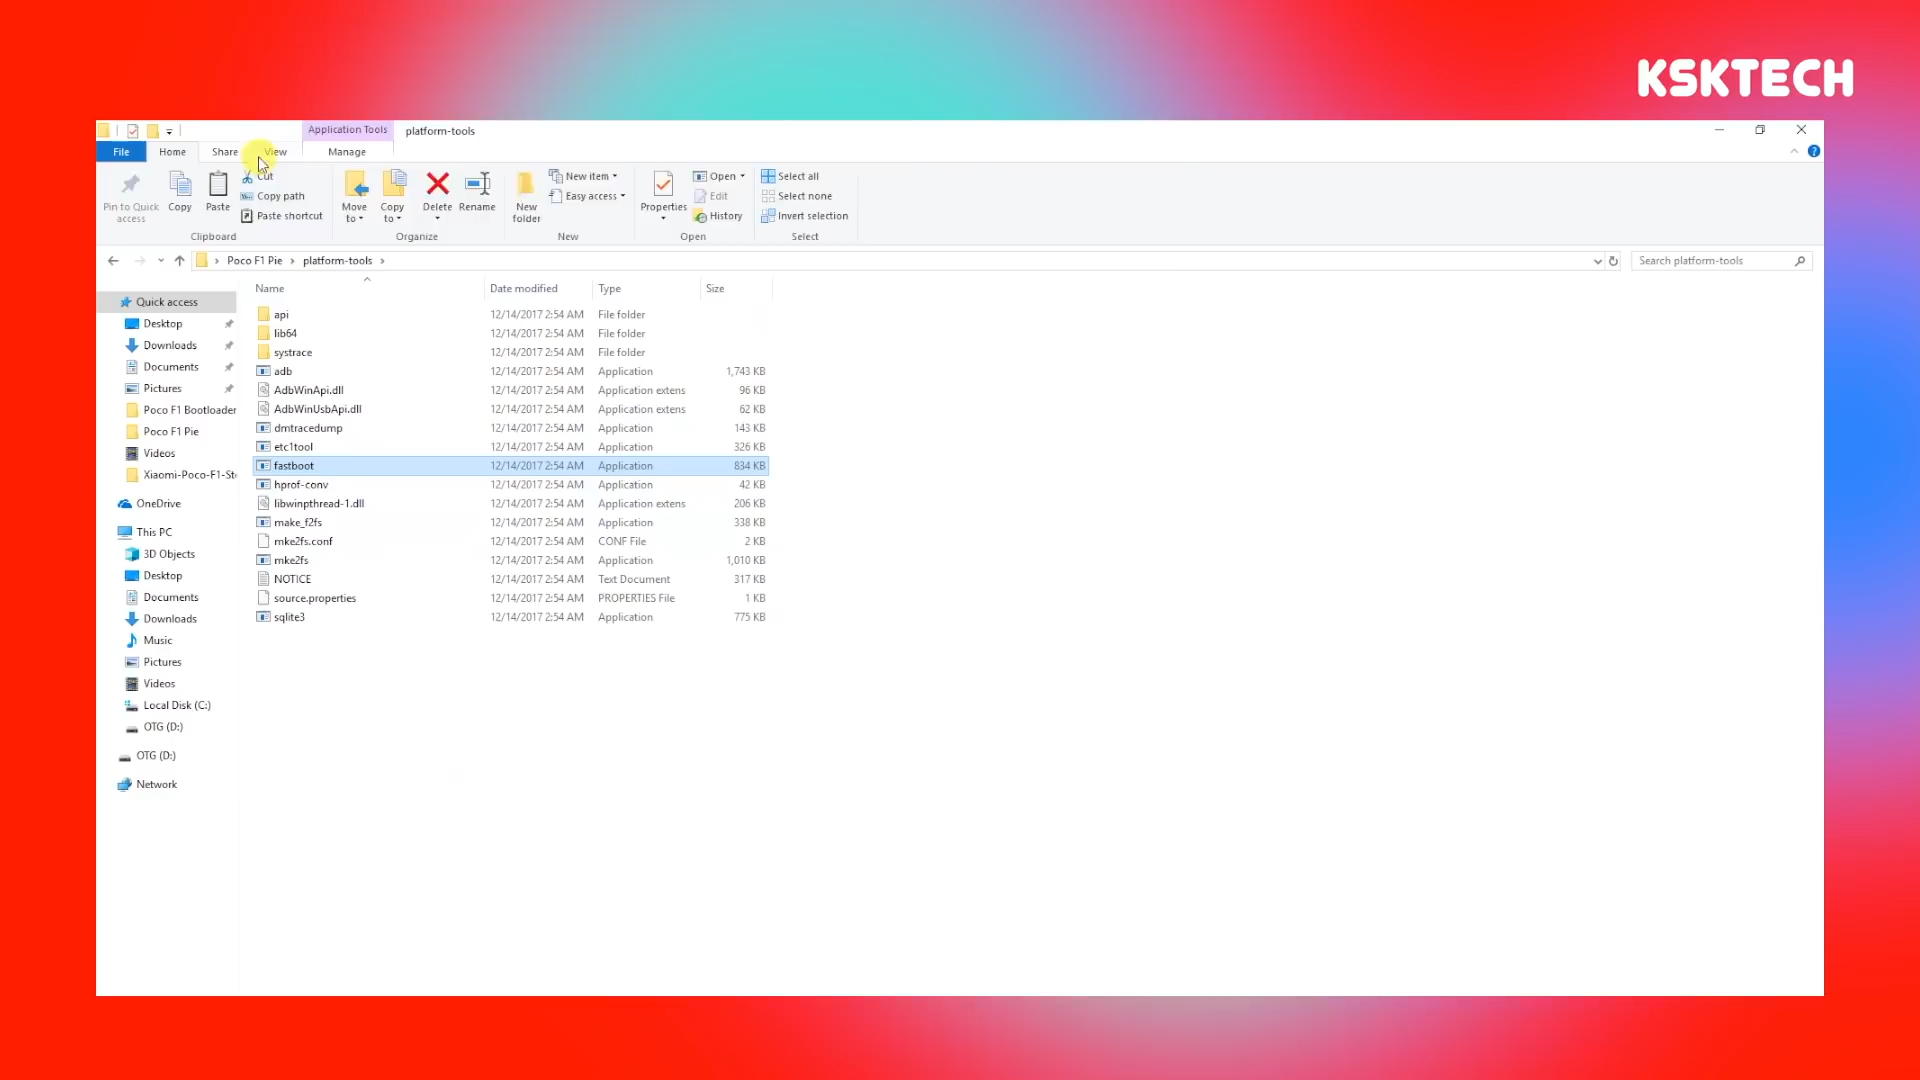 KSKTECH
Application Tools platform-tools
File Home Share View Manage
Pin to Quick access
Copy
Paste
Cut
Copy path
Paste shortcut
Clipboard
Move to
Copy to
Delete
Rename
Organize
New folder
New item
Easy access
New
Properties
Open
Edit
History
Open
Select all
Select none
Invert selection
Select
Poco F1 Pie > platform-tools >
Search platform-tools
Name Date modified Type Size
Quick access
Desktop
Downloads
Documents
Pictures
Poco F1 Bootloader
Poco F1 Pie
Videos
Xiaomi-Poco-F1-St
OneDrive
This PC
3D Objects
Desktop
Documents
Downloads
Music
Pictures
Videos
Local Disk (C:)
OTG (D:)
OTG (D:)
Network
api 12/14/2017 2:54 AM File folder
lib64 12/14/2017 2:54 AM File folder
systrace 12/14/2017 2:54 AM File folder
adb 12/14/2017 2:54 AM Application 1,743 KB
AdbWinApi.dll 12/14/2017 2:54 AM Application extens 96 KB
AdbWinUsbApi.dll 12/14/2017 2:54 AM Application extens 62 KB
dmtracedump 12/14/2017 2:54 AM Application 143 KB
etc1tool 12/14/2017 2:54 AM Application 326 KB
fastboot 12/14/2017 2:54 AM Application 834 KB
hprof-conv 12/14/2017 2:54 AM Application 42 KB
libwinpthread-1.dll 12/14/2017 2:54 AM Application extens 206 KB
make_f2fs 12/14/2017 2:54 AM Application 338 KB
mke2fs.conf 12/14/2017 2:54 AM CONF File 2 KB
mke2fs 12/14/2017 2:54 AM Application 1,010 KB
NOTICE 12/14/2017 2:54 AM Text Document 317 KB
source.properties 12/14/2017 2:54 AM PROPERTIES File 1 KB
sqlite3 12/14/2017 2:54 AM Application 775 KB